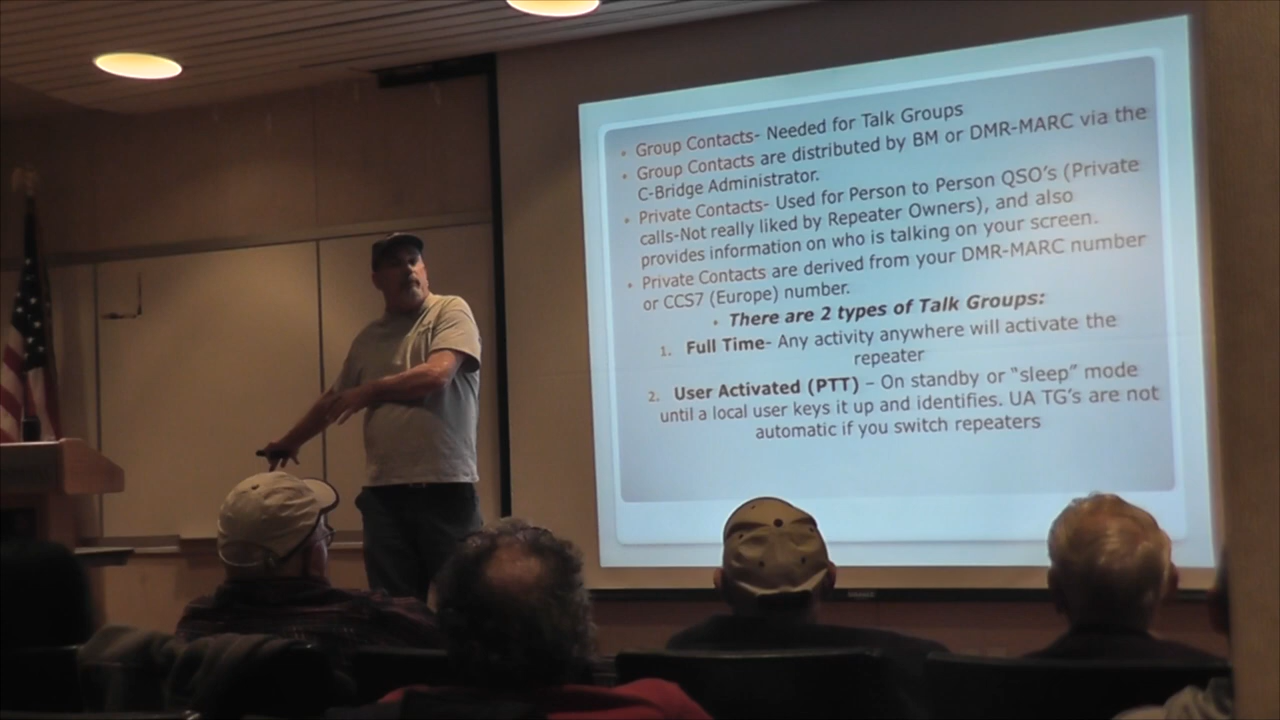 • Group Contacts- Needed for Talk Groups
• Group Contacts are distributed by BM or DMR-MARC via the
C-Bridge Administrator.
• Private Contacts- Used for Person to Person QSO's (Private
calls-Not really liked by Repeater Owners), and also
provides information on who is talking on your screen.
• Private Contacts are derived from your DMR-MARC number
or CCS7 (Europe) number.
• There are 2 types of Talk Groups:
1. Full Time- Any activity anywhere will activate the
repeater
2. User Activated (PTT) – On standby or “sleep” mode
until a local user keys it up and identifies. UA TG's are not
automatic if you switch repeaters